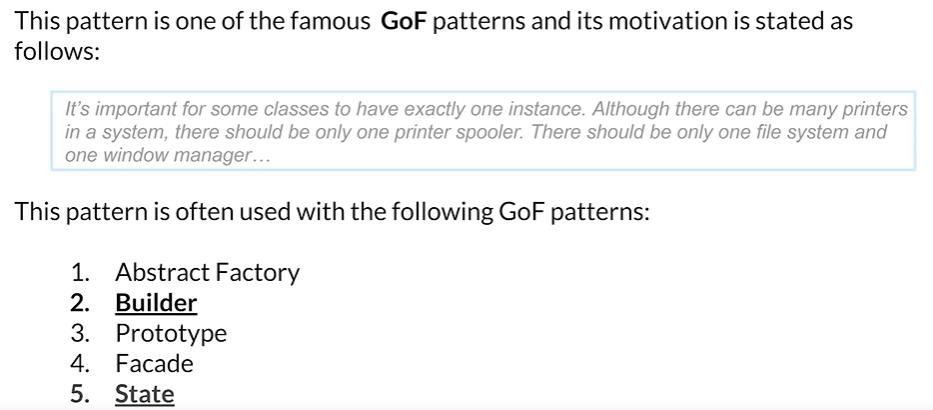 This pattern is one of the famous GoF patterns and its motivation is stated as
follows:
It's important for some classes to have exactly one instance. Although there can be many printers
in a system, there should be only one printer spooler. There should be only one file system and
one window manager…
This pattern is often used with the following GoF patterns:
1. Abstract Factory
2. Builder
3. Prototype
4. Facade
5. State